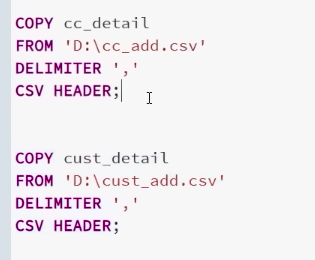 COPY cc_detail
FROM 'D:\cc_add.csv'
DELIMITER ','
CSV HEADER;
COPY cust_detail
FROM 'D:\cust_add.csv'
DELIMITER ','
CSV HEADER;